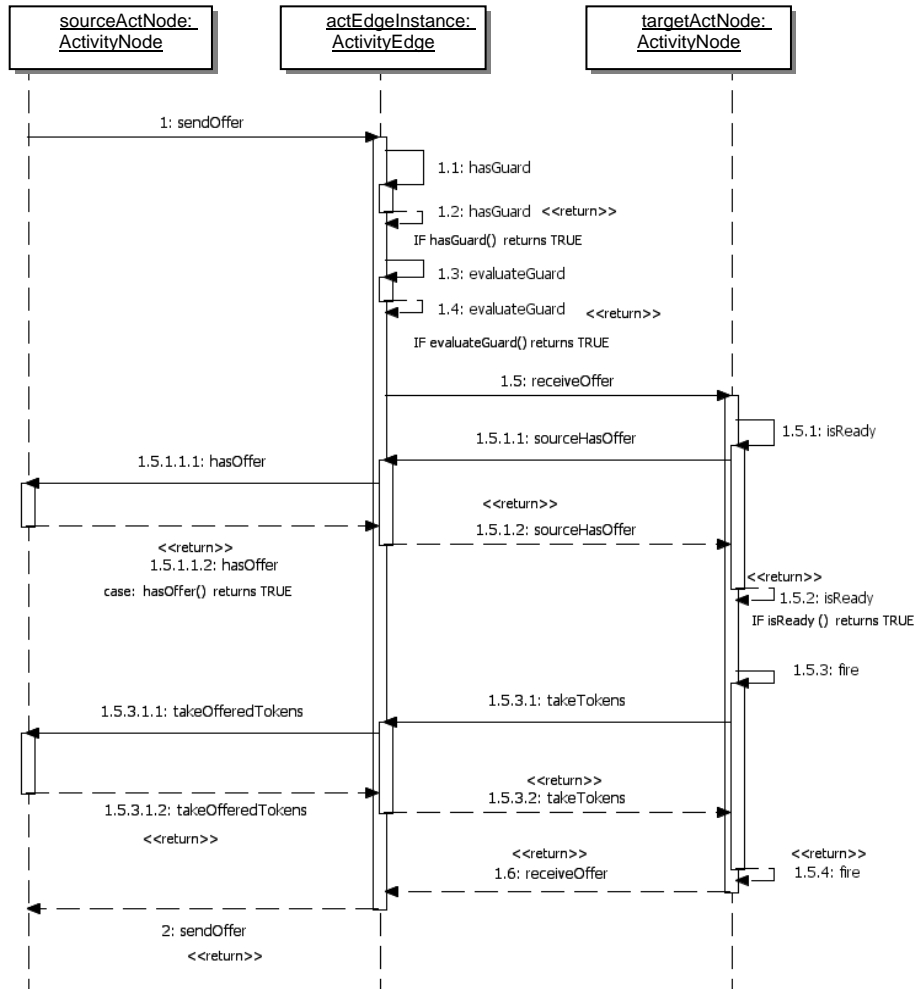 sourceActNode:
ActivityNode
actEdgeInstance:
ActivityEdge
targetActNode:
ActivityNode
1: sendOffer
1.1: hasGuard
1.2: hasGuard <<return>>
IF hasGuard() returns TRUE
1.3: evaluateGuard
1.4: evaluateGuard <<return>>
IF evaluateGuard() returns TRUE
1.5: receiveOffer
1.5.1: isReady
1.5.1.1: sourceHasOffer
1.5.1.1.1: hasOffer
<<return>>
1.5.1.2: sourceHasOffer
<<return>>
1.5.1.1.2: hasOffer
case: hasOffer() returns TRUE
<<return>>
1.5.2: isReady
IF isReady () returns TRUE
1.5.3: fire
1.5.3.1: takeTokens
1.5.3.1.1: takeOfferedTokens
<<return>>
1.5.3.2: takeTokens
1.5.3.1.2: takeOfferedTokens
<<return>>
<<return>>
1.6: receiveOffer
<<return>>
1.5.4: fire
2: sendOffer
<<return>>